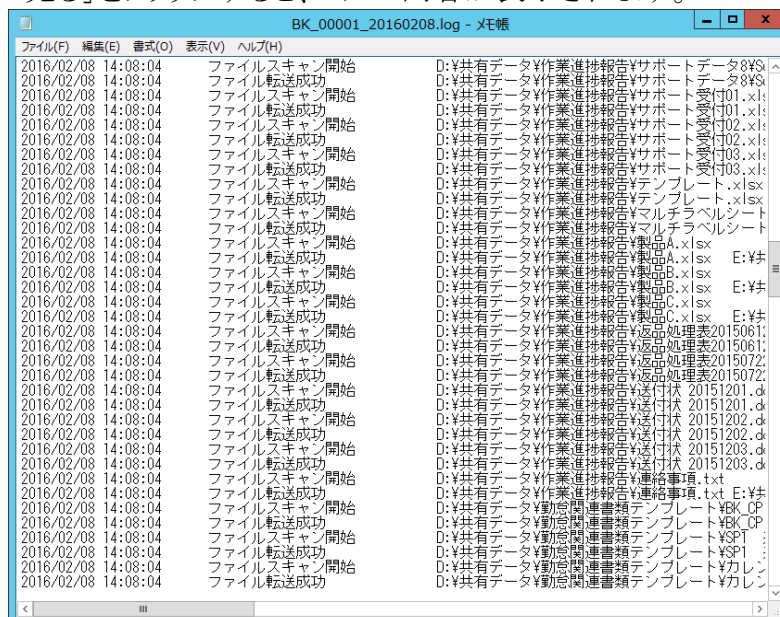 BK_00001_20160208.log - メモ帳
ファイル(F) 編集(E) 書式(O) 表示(V) ヘルプ(H)
2016/02/08 14:08:04 ファイルスキャン開始 D:¥共有データ¥作業進捗報告¥サポートデータ8¥
2016/02/08 14:08:04 ファイル転送成功 D:¥共有データ¥作業進捗報告¥サポートデータ8¥
2016/02/08 14:08:04 ファイルスキャン開始 D:¥共有データ¥作業進捗報告¥サポート受付01.xls
2016/02/08 14:08:04 ファイル転送成功 D:¥共有データ¥作業進捗報告¥サポート受付01.xls
2016/02/08 14:08:04 ファイルスキャン開始 D:¥共有データ¥作業進捗報告¥サポート受付02.xls
2016/02/08 14:08:04 ファイル転送成功 D:¥共有データ¥作業進捗報告¥サポート受付02.xls
2016/02/08 14:08:04 ファイルスキャン開始 D:¥共有データ¥作業進捗報告¥サポート受付03.xls
2016/02/08 14:08:04 ファイル転送成功 D:¥共有データ¥作業進捗報告¥サポート受付03.xls
2016/02/08 14:08:04 ファイルスキャン開始 D:¥共有データ¥作業進捗報告¥テンプレート.xlsx
2016/02/08 14:08:04 ファイル転送成功 D:¥共有データ¥作業進捗報告¥テンプレート.xlsx
2016/02/08 14:08:04 ファイルスキャン開始 D:¥共有データ¥作業進捗報告¥マルチラベルシート
2016/02/08 14:08:04 ファイル転送成功 D:¥共有データ¥作業進捗報告¥マルチラベルシート
2016/02/08 14:08:04 ファイルスキャン開始 D:¥共有データ¥作業進捗報告¥製品A.xlsx
2016/02/08 14:08:04 ファイル転送成功 D:¥共有データ¥作業進捗報告¥製品A.xlsx E:¥共
2016/02/08 14:08:04 ファイルスキャン開始 D:¥共有データ¥作業進捗報告¥製品B.xlsx
2016/02/08 14:08:04 ファイル転送成功 D:¥共有データ¥作業進捗報告¥製品B.xlsx E:¥共
2016/02/08 14:08:04 ファイルスキャン開始 D:¥共有データ¥作業進捗報告¥製品C.xlsx
2016/02/08 14:08:04 ファイル転送成功 D:¥共有データ¥作業進捗報告¥製品C.xlsx E:¥共
2016/02/08 14:08:04 ファイルスキャン開始 D:¥共有データ¥作業進捗報告¥返品処理表2015061
2016/02/08 14:08:04 ファイル転送成功 D:¥共有データ¥作業進捗報告¥返品処理表2015061
2016/02/08 14:08:04 ファイルスキャン開始 D:¥共有データ¥作業進捗報告¥返品処理表2015072
2016/02/08 14:08:04 ファイル転送成功 D:¥共有データ¥作業進捗報告¥返品処理表2015072
2016/02/08 14:08:04 ファイルスキャン開始 D:¥共有データ¥作業進捗報告¥送付状 20151201.d
2016/02/08 14:08:04 ファイル転送成功 D:¥共有データ¥作業進捗報告¥送付状 20151201.d
2016/02/08 14:08:04 ファイルスキャン開始 D:¥共有データ¥作業進捗報告¥送付状 20151202.d
2016/02/08 14:08:04 ファイル転送成功 D:¥共有データ¥作業進捗報告¥送付状 20151202.d
2016/02/08 14:08:04 ファイルスキャン開始 D:¥共有データ¥作業進捗報告¥送付状 20151203.d
2016/02/08 14:08:04 ファイル転送成功 D:¥共有データ¥作業進捗報告¥送付状 20151203.d
2016/02/08 14:08:04 ファイルスキャン開始 D:¥共有データ¥作業進捗報告¥連絡事項.txt
2016/02/08 14:08:04 ファイル転送成功 D:¥共有データ¥作業進捗報告¥連絡事項.txt E:¥共
2016/02/08 14:08:04 ファイルスキャン開始 D:¥共有データ¥勤怠関連書類テンプレート¥BK_CP
2016/02/08 14:08:04 ファイル転送成功 D:¥共有データ¥勤怠関連書類テンプレート¥BK_CP
2016/02/08 14:08:04 ファイルスキャン開始 D:¥共有データ¥勤怠関連書類テンプレート¥SP1
2016/02/08 14:08:04 ファイル転送成功 D:¥共有データ¥勤怠関連書類テンプレート¥SP1
2016/02/08 14:08:04 ファイルスキャン開始 D:¥共有データ¥勤怠関連書類テンプレート¥カレン
2016/02/08 14:08:04 ファイル転送成功 D:¥共有データ¥勤怠関連書類テンプレート¥カレン